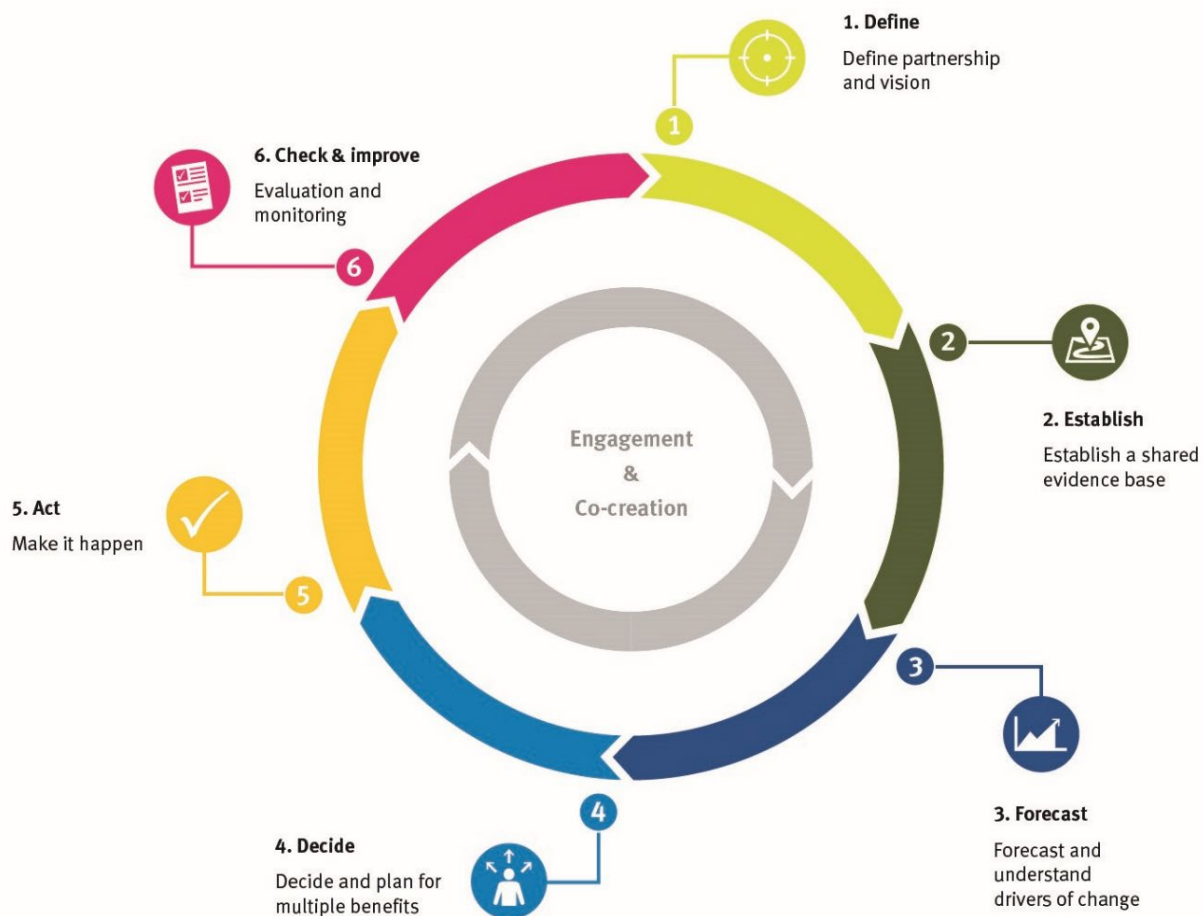 1. Define
Define partnership
and vision
1
6. Check & improve
Evaluation and
monitoring
6
2
2. Establish
Establish a shared
evidence base
Engagement
&
Co-creation
5. Act
Make it happen
5
3
3. Forecast
Forecast and
understand
drivers of change
4
4. Decide
Decide and plan for
multiple benefits